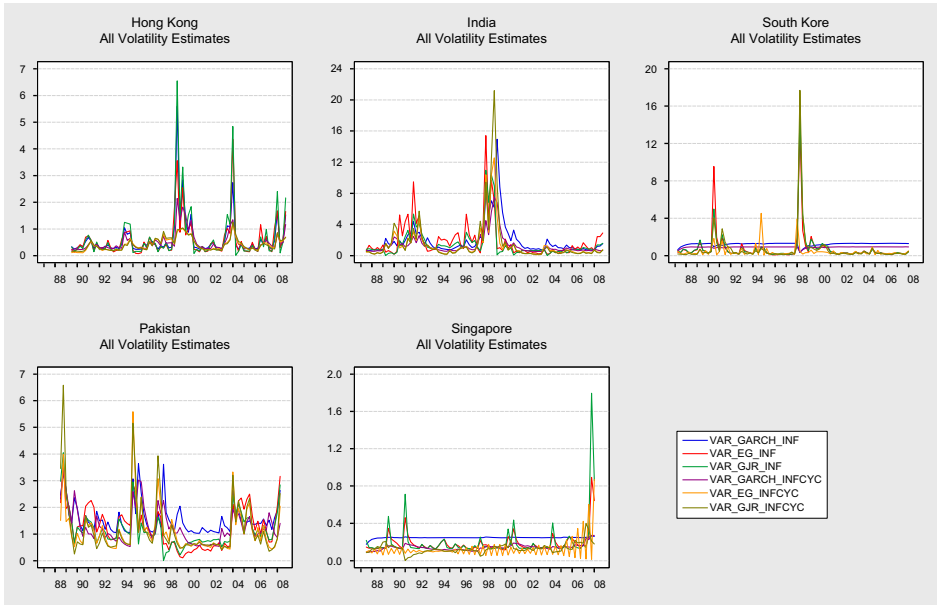 Hong Kong
All Volatility Estimates
7
6
5
4
3
2
1
0
88 90 92 94 96 98 00 02 04 06 08
India
All Volatility Estimates
24
20
16
12
8
4
0
88 90 92 94 96 98 00 02 04 06 08
South Kore
All Volatility Estimates
20
16
12
8
4
0
88 90 92 94 96 98 00 02 04 06 08
Pakistan
All Volatility Estimates
7
6
5
4
3
2
1
0
88 90 92 94 96 98 00 02 04 06 08
Singapore
All Volatility Estimates
2.0
1.6
1.2
0.8
0.4
0.0
88 90 92 94 96 98 00 02 04 06 08
VAR_GARCH_INF
VAR_EG_INF
VAR_GJR_INF
VAR_GARCH_INFCYC
VAR_EG_INFCYC
VAR_GJR_INFCYC